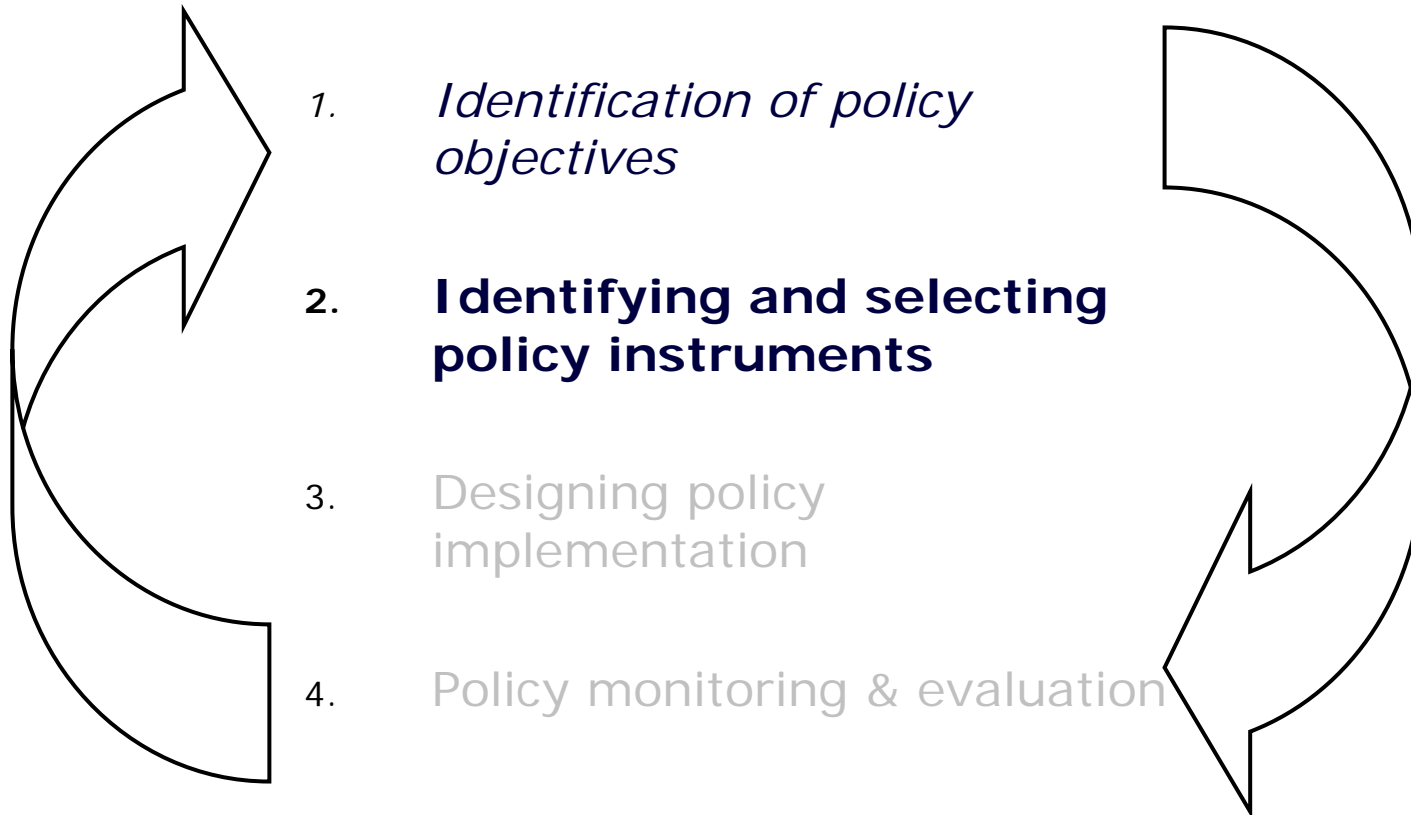 1. Identification of policy
objectives
2. Identifying and selecting
policy instruments
3. Designing policy
implementation
4. Policy monitoring & evaluation